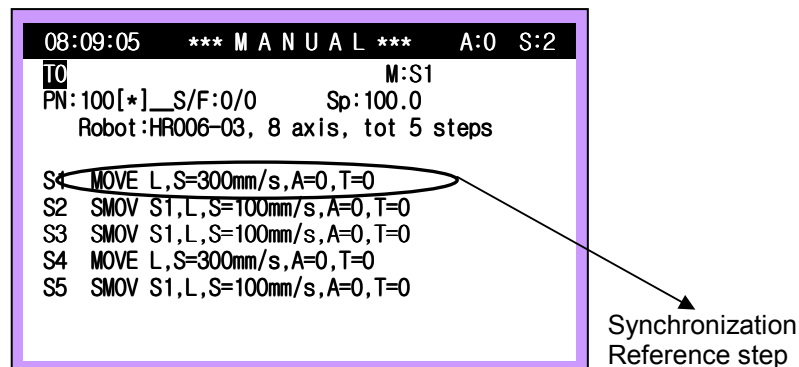 08:09:05 *** M A N U A L *** A:0 S:2
T0 M:S1
PN:100[*]__S/F:0/0 Sp:100.0
Robot:HR006-03, 8 axis, tot 5 steps
S1 MOVE L,S=300mm/s,A=0,T=0
S2 SMOV S1,L,S=100mm/s,A=0,T=0
S3 SMOV S1,L,S=100mm/s,A=0,T=0
S4 MOVE L,S=300mm/s,A=0,T=0
S5 SMOV S1,L,S=100mm/s,A=0,T=0
Synchronization
Reference step